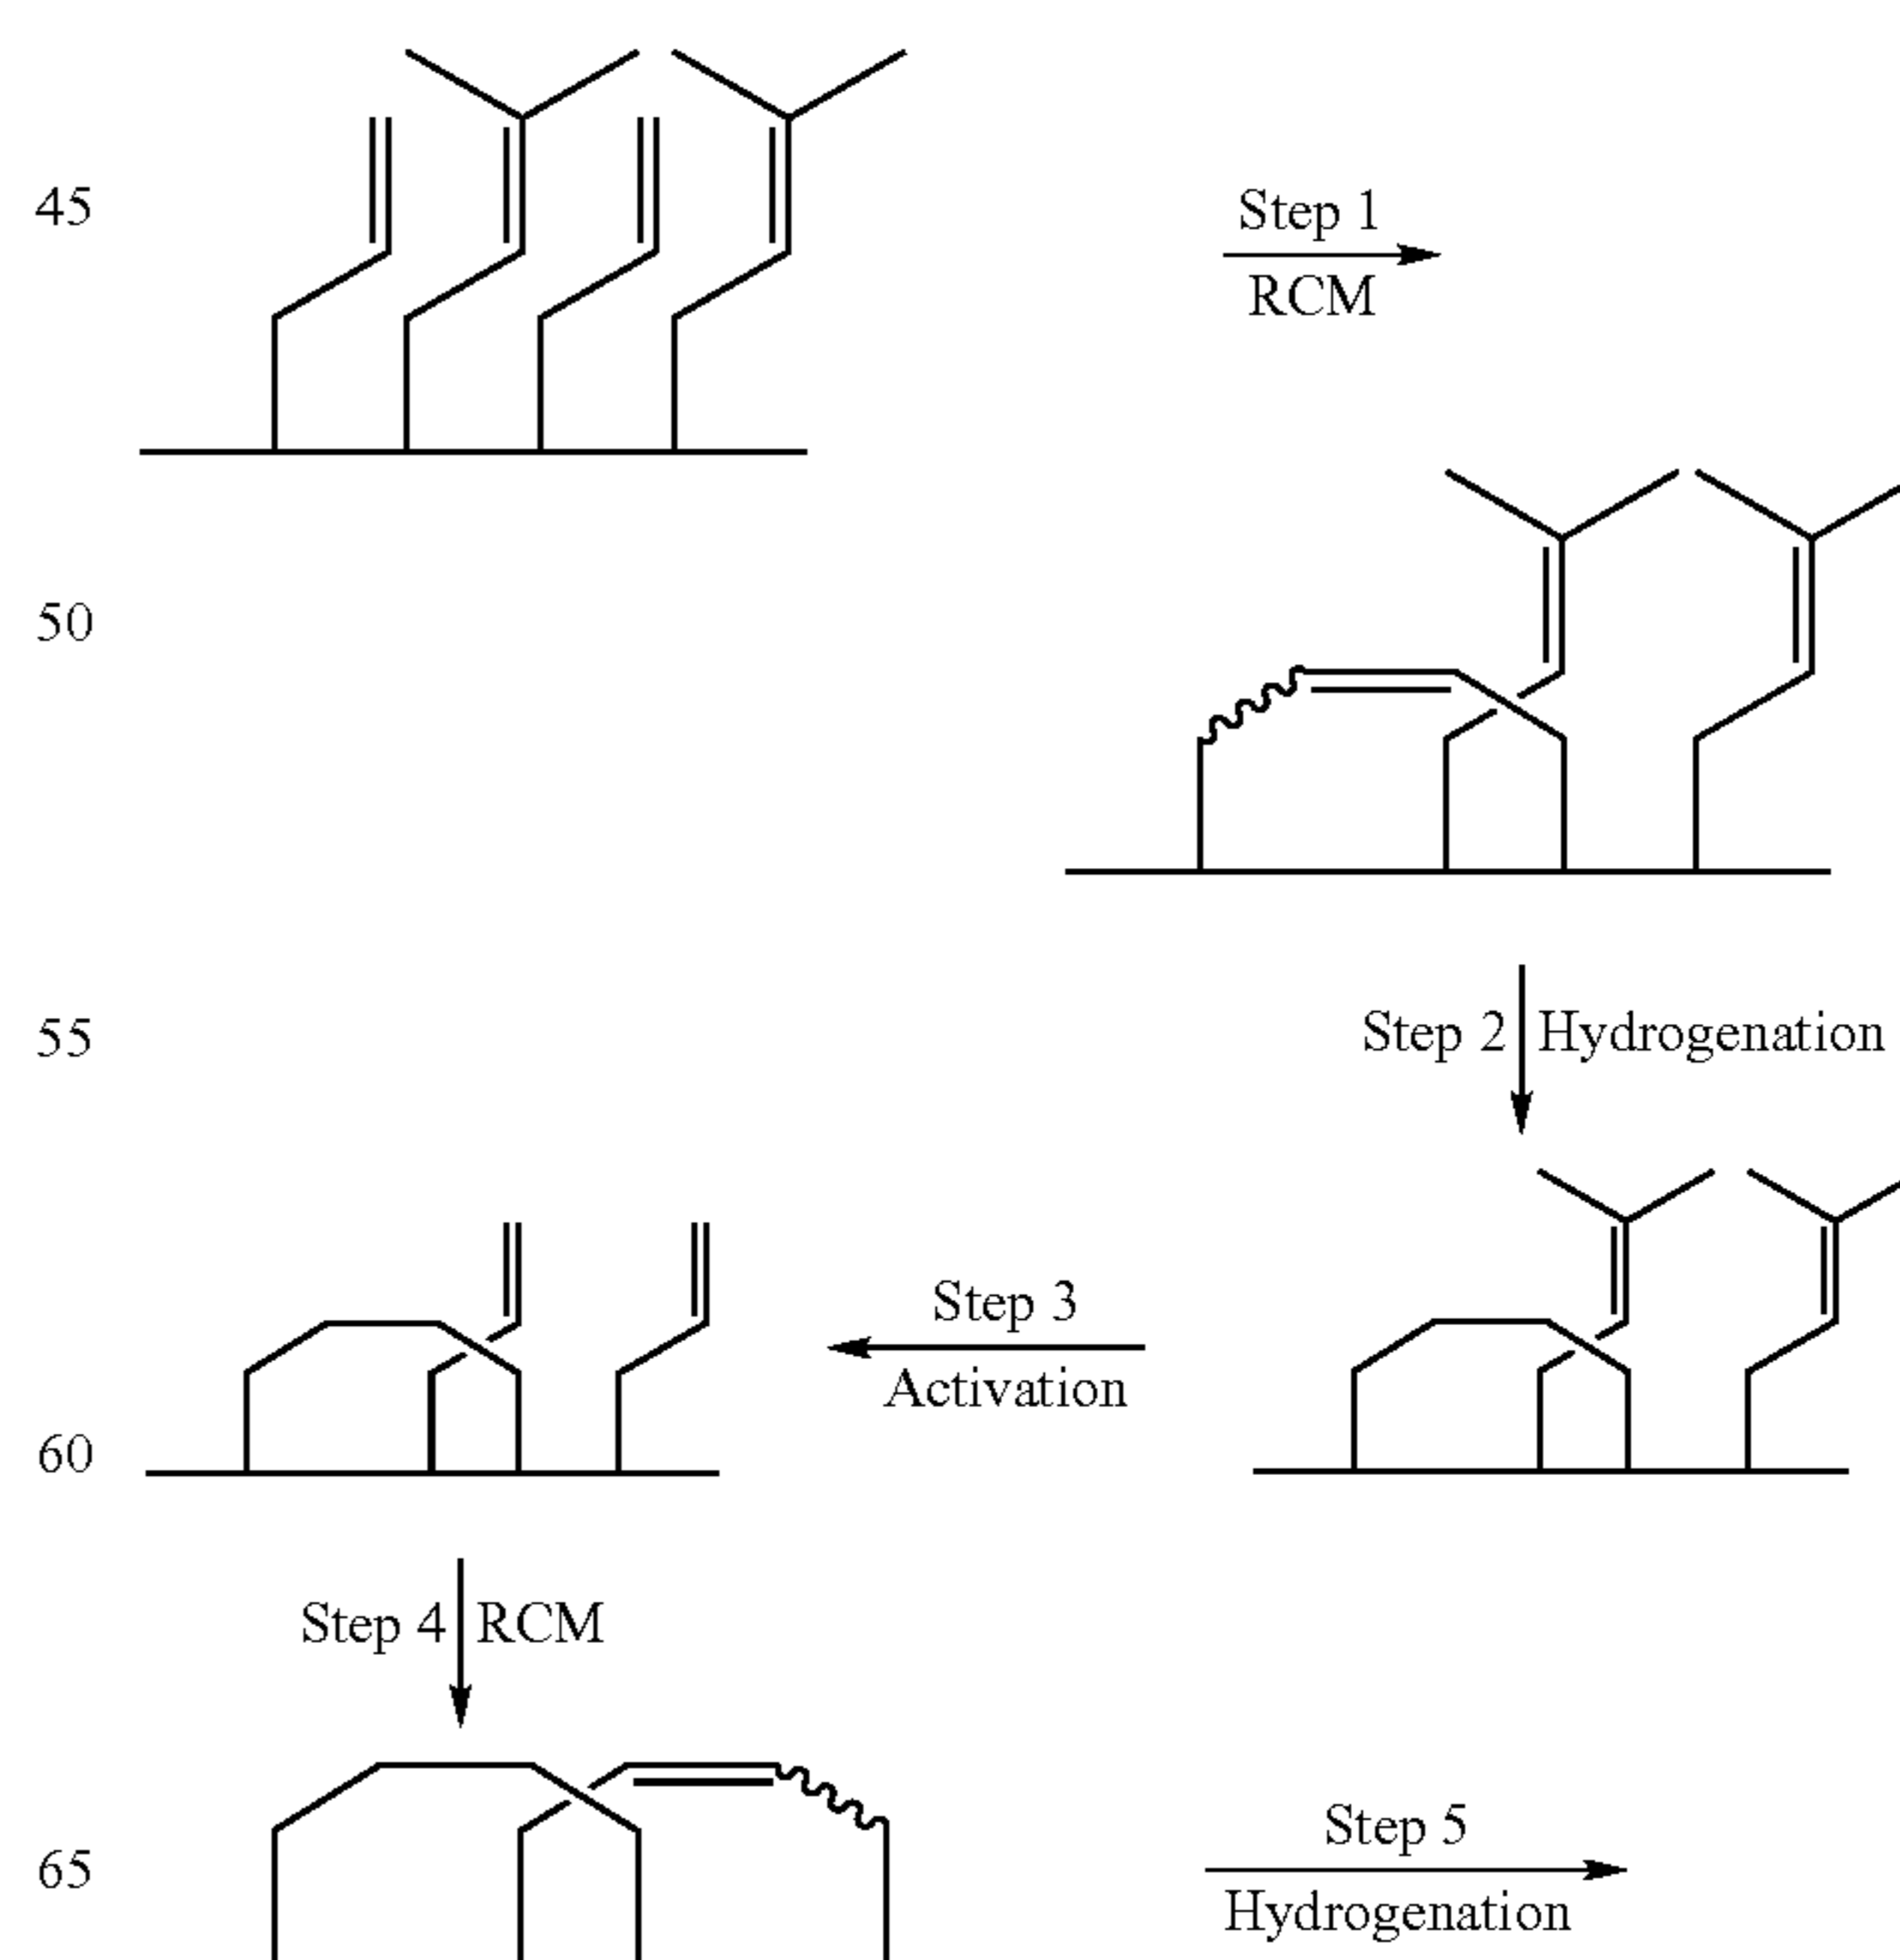 45
Step 1
RCM
50
55
Step 2 Hydrogenation
Step 3
Activation
60
Step 4 RCM
Step 5
65
Hydrogenation